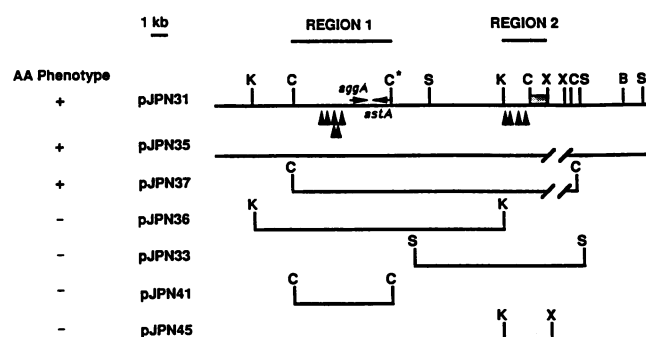 1 kb REGION 1 REGION 2
AA Phenotype K C C* S K C X X C S B S
+ pJPN31 aggA
astA
+ pJPN35
C C
+ pJPN37
K K
- pJPN36
S S
- pJPN33
C C
- pJPN41
K X
- pJPN45